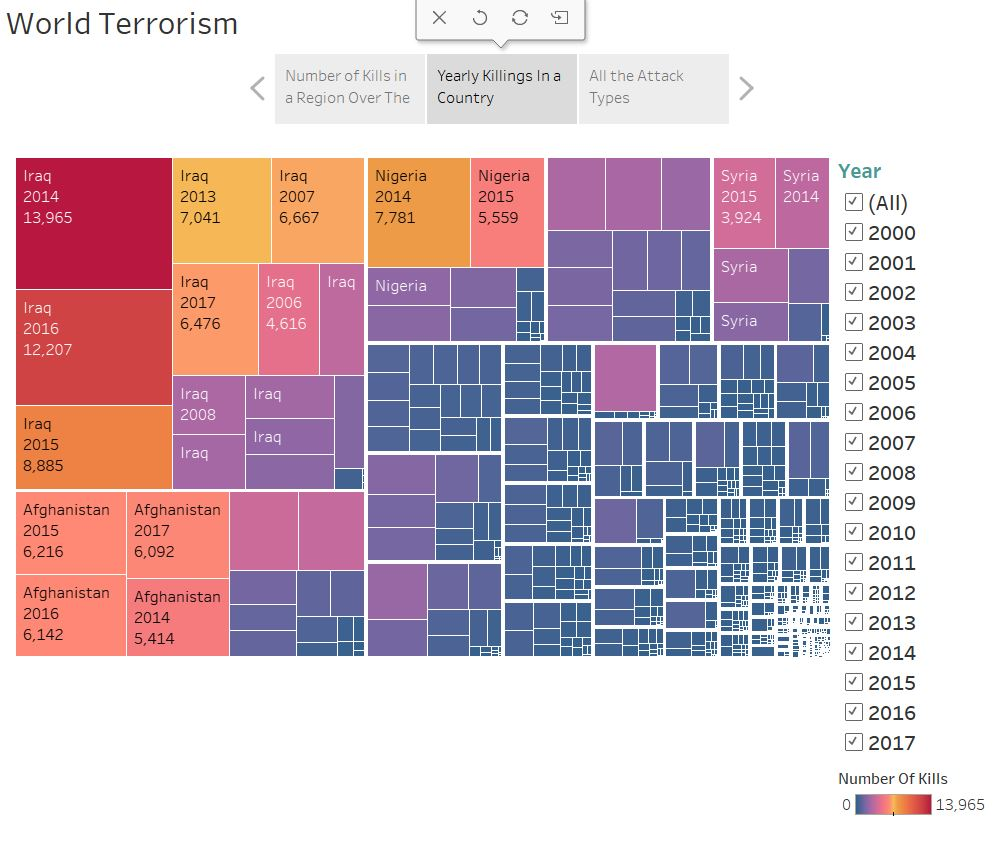 World Terrorism
Number of Kills in
a Region Over The
Yearly Killings In a
Country
All the Attack
Types
Iraq
2014
13,965
Iraq
2016
12,207
Iraq
2015
8,885
Iraq
2013
7,041
Iraq
2007
6,667
Iraq
2017
6,476
Iraq
2006
4,616
Iraq
Iraq
2008
Iraq
Iraq
Iraq
Afghanistan
2015
6,216
Afghanistan
2017
6,092
Afghanistan
2016
6,142
Afghanistan
2014
5,414
Nigeria
2014
7,781
Nigeria
2015
5,559
Nigeria
Syria
2015
3,924
Syria
2014
Syria
Syria
Year
(All)
2000
2001
2002
2003
2004
2005
2006
2007
2008
2009
2010
2011
2012
2013
2014
2015
2016
2017
Number Of Kills
0
13,965